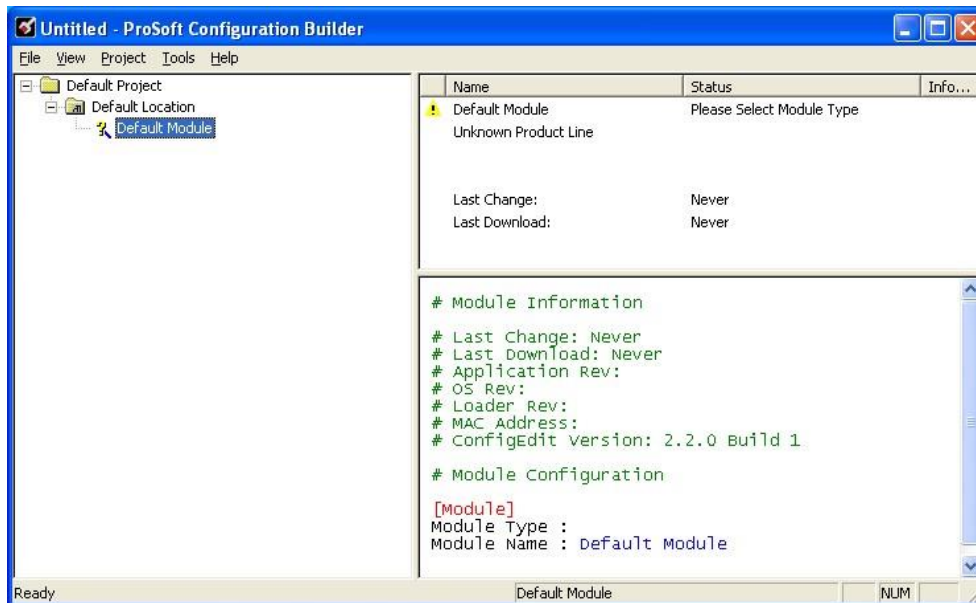 Untitled - ProSoft Configuration Builder
File View Project Tools Help
Default Project
Default Location
Default Module
Name Status Info...
Default Module Please Select Module Type
Unknown Product Line
Last Change: Never
Last Download: Never
# Module Information
# Last Change: Never
# Last Download: Never
# Application Rev:
# OS Rev:
# Loader Rev:
# MAC Address:
# ConfigEdit Version: 2.2.0 Build 1
# Module Configuration
[Module]
Module Type :
Module Name : Default Module
Ready Default Module NUM